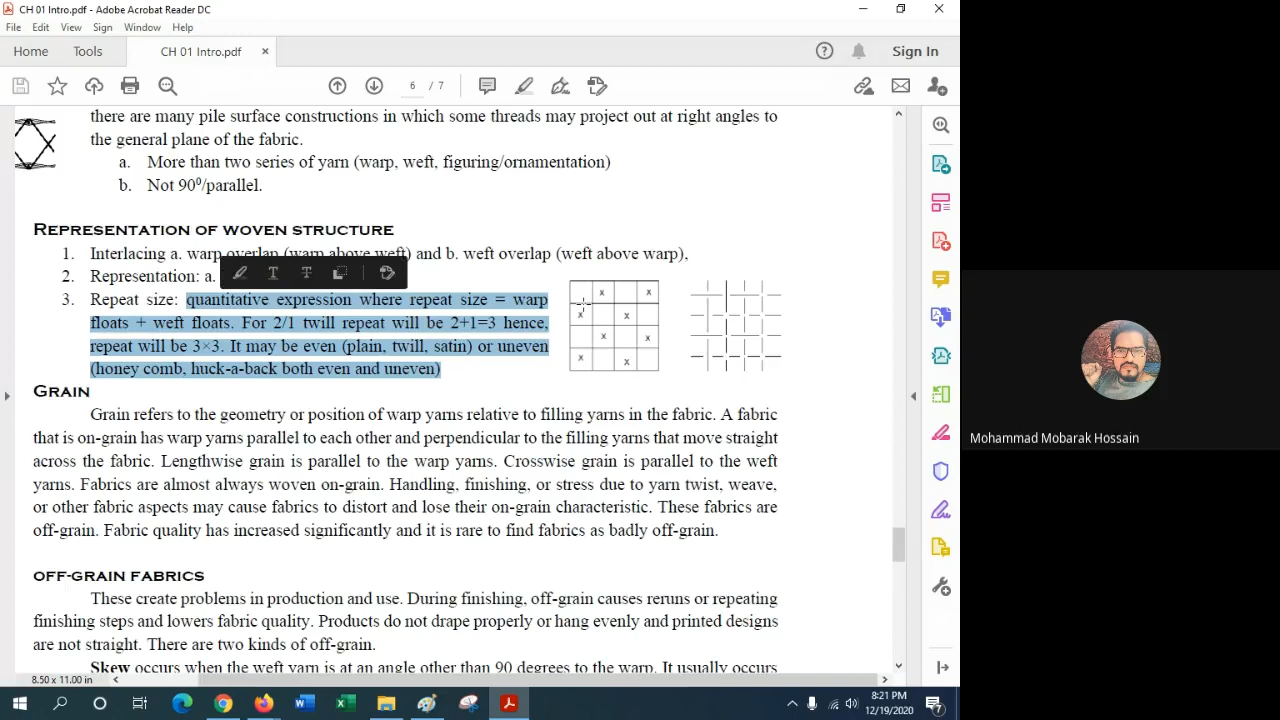 CH 01 Intro.pdf - Adobe Acrobat Reader DC
File Edit View Sign Window Help
Home Tools CH 01 Intro.pdf × Sign In
6 / 7
there are many pile surface constructions in which some threads may project out at right angles to
the general plane of the fabric.
a. More than two series of yarn (warp, weft, figuring/ornamentation)
b. Not 90⁰/parallel.
REPRESENTATION OF WOVEN STRUCTURE
1. Interlacing a. warp overlap (warp above weft) and b. weft overlap (weft above warp),
2. Representation: a.
3. Repeat size: quantitative expression where repeat size = warp
floats + weft floats. For 2/1 twill repeat will be 2+1=3 hence,
repeat will be 3×3. It may be even (plain, twill, satin) or uneven
(honey comb, huck-a-back both even and uneven)
x x
x x
x x
x x
GRAIN
Grain refers to the geometry or position of warp yarns relative to filling yarns in the fabric. A fabric
that is on-grain has warp yarns parallel to each other and perpendicular to the filling yarns that move straight
across the fabric. Lengthwise grain is parallel to the warp yarns. Crosswise grain is parallel to the weft
yarns. Fabrics are almost always woven on-grain. Handling, finishing, or stress due to yarn twist, weave,
or other fabric aspects may cause fabrics to distort and lose their on-grain characteristic. These fabrics are
off-grain. Fabric quality has increased significantly and it is rare to find fabrics as badly off-grain.
OFF-GRAIN FABRICS
These create problems in production and use. During finishing, off-grain causes reruns or repeating
finishing steps and lowers fabric quality. Products do not drape properly or hang evenly and printed designs
are not straight. There are two kinds of off-grain.
Skew occurs when the weft yarn is at an angle other than 90 degrees to the warp. It usually occurs
8.50 x 11.00 in
Mohammad Mobarak Hossain
8:21 PM
12/19/2020
7